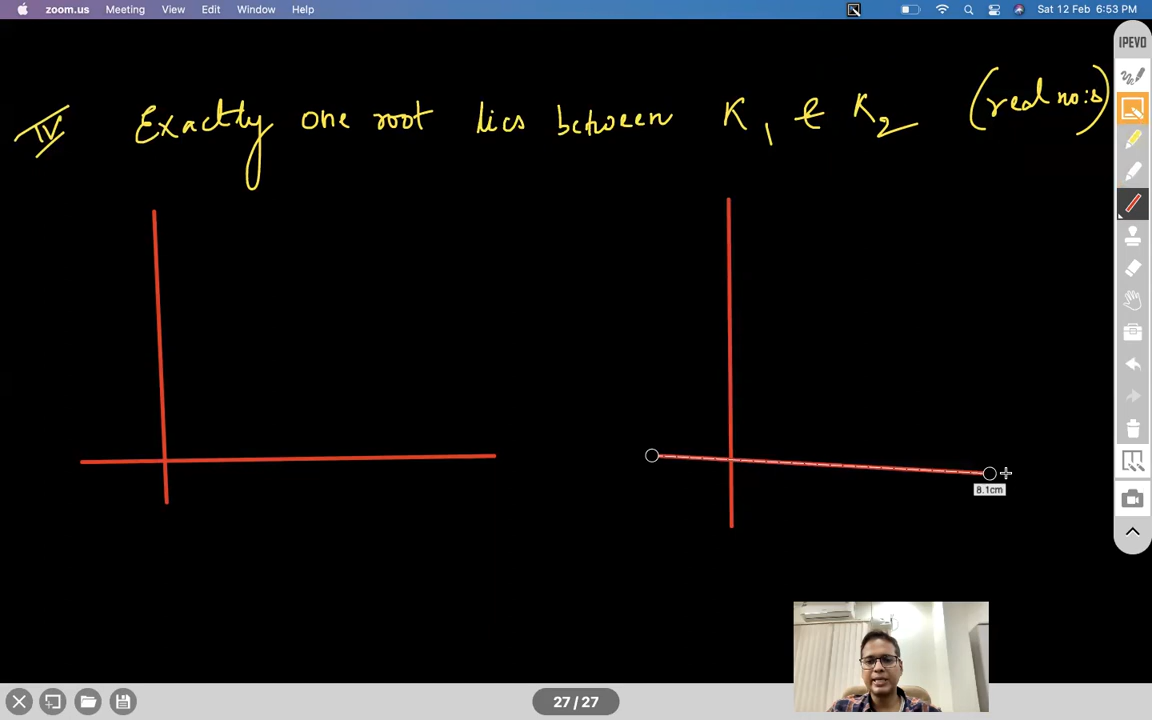 zoom.us Meeting View Edit Window Help Sat 12 Feb 6:53 PM
IPEVO
IV Exactly one root lies between K1 & K2 (real no:s)
8.1cm
27 / 27